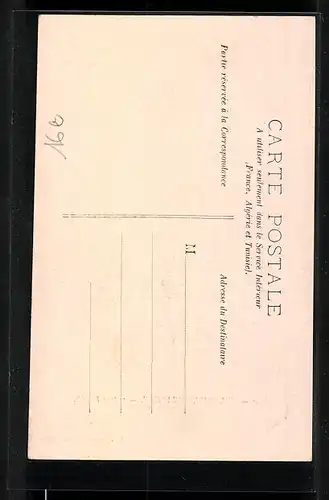 CARTE POSTALE
A utiliser seulement dans le Service Intérieur
(France, Algérie et Tunisie).
Partie réservée à la Correspondance
Adresse du Destinataire
M